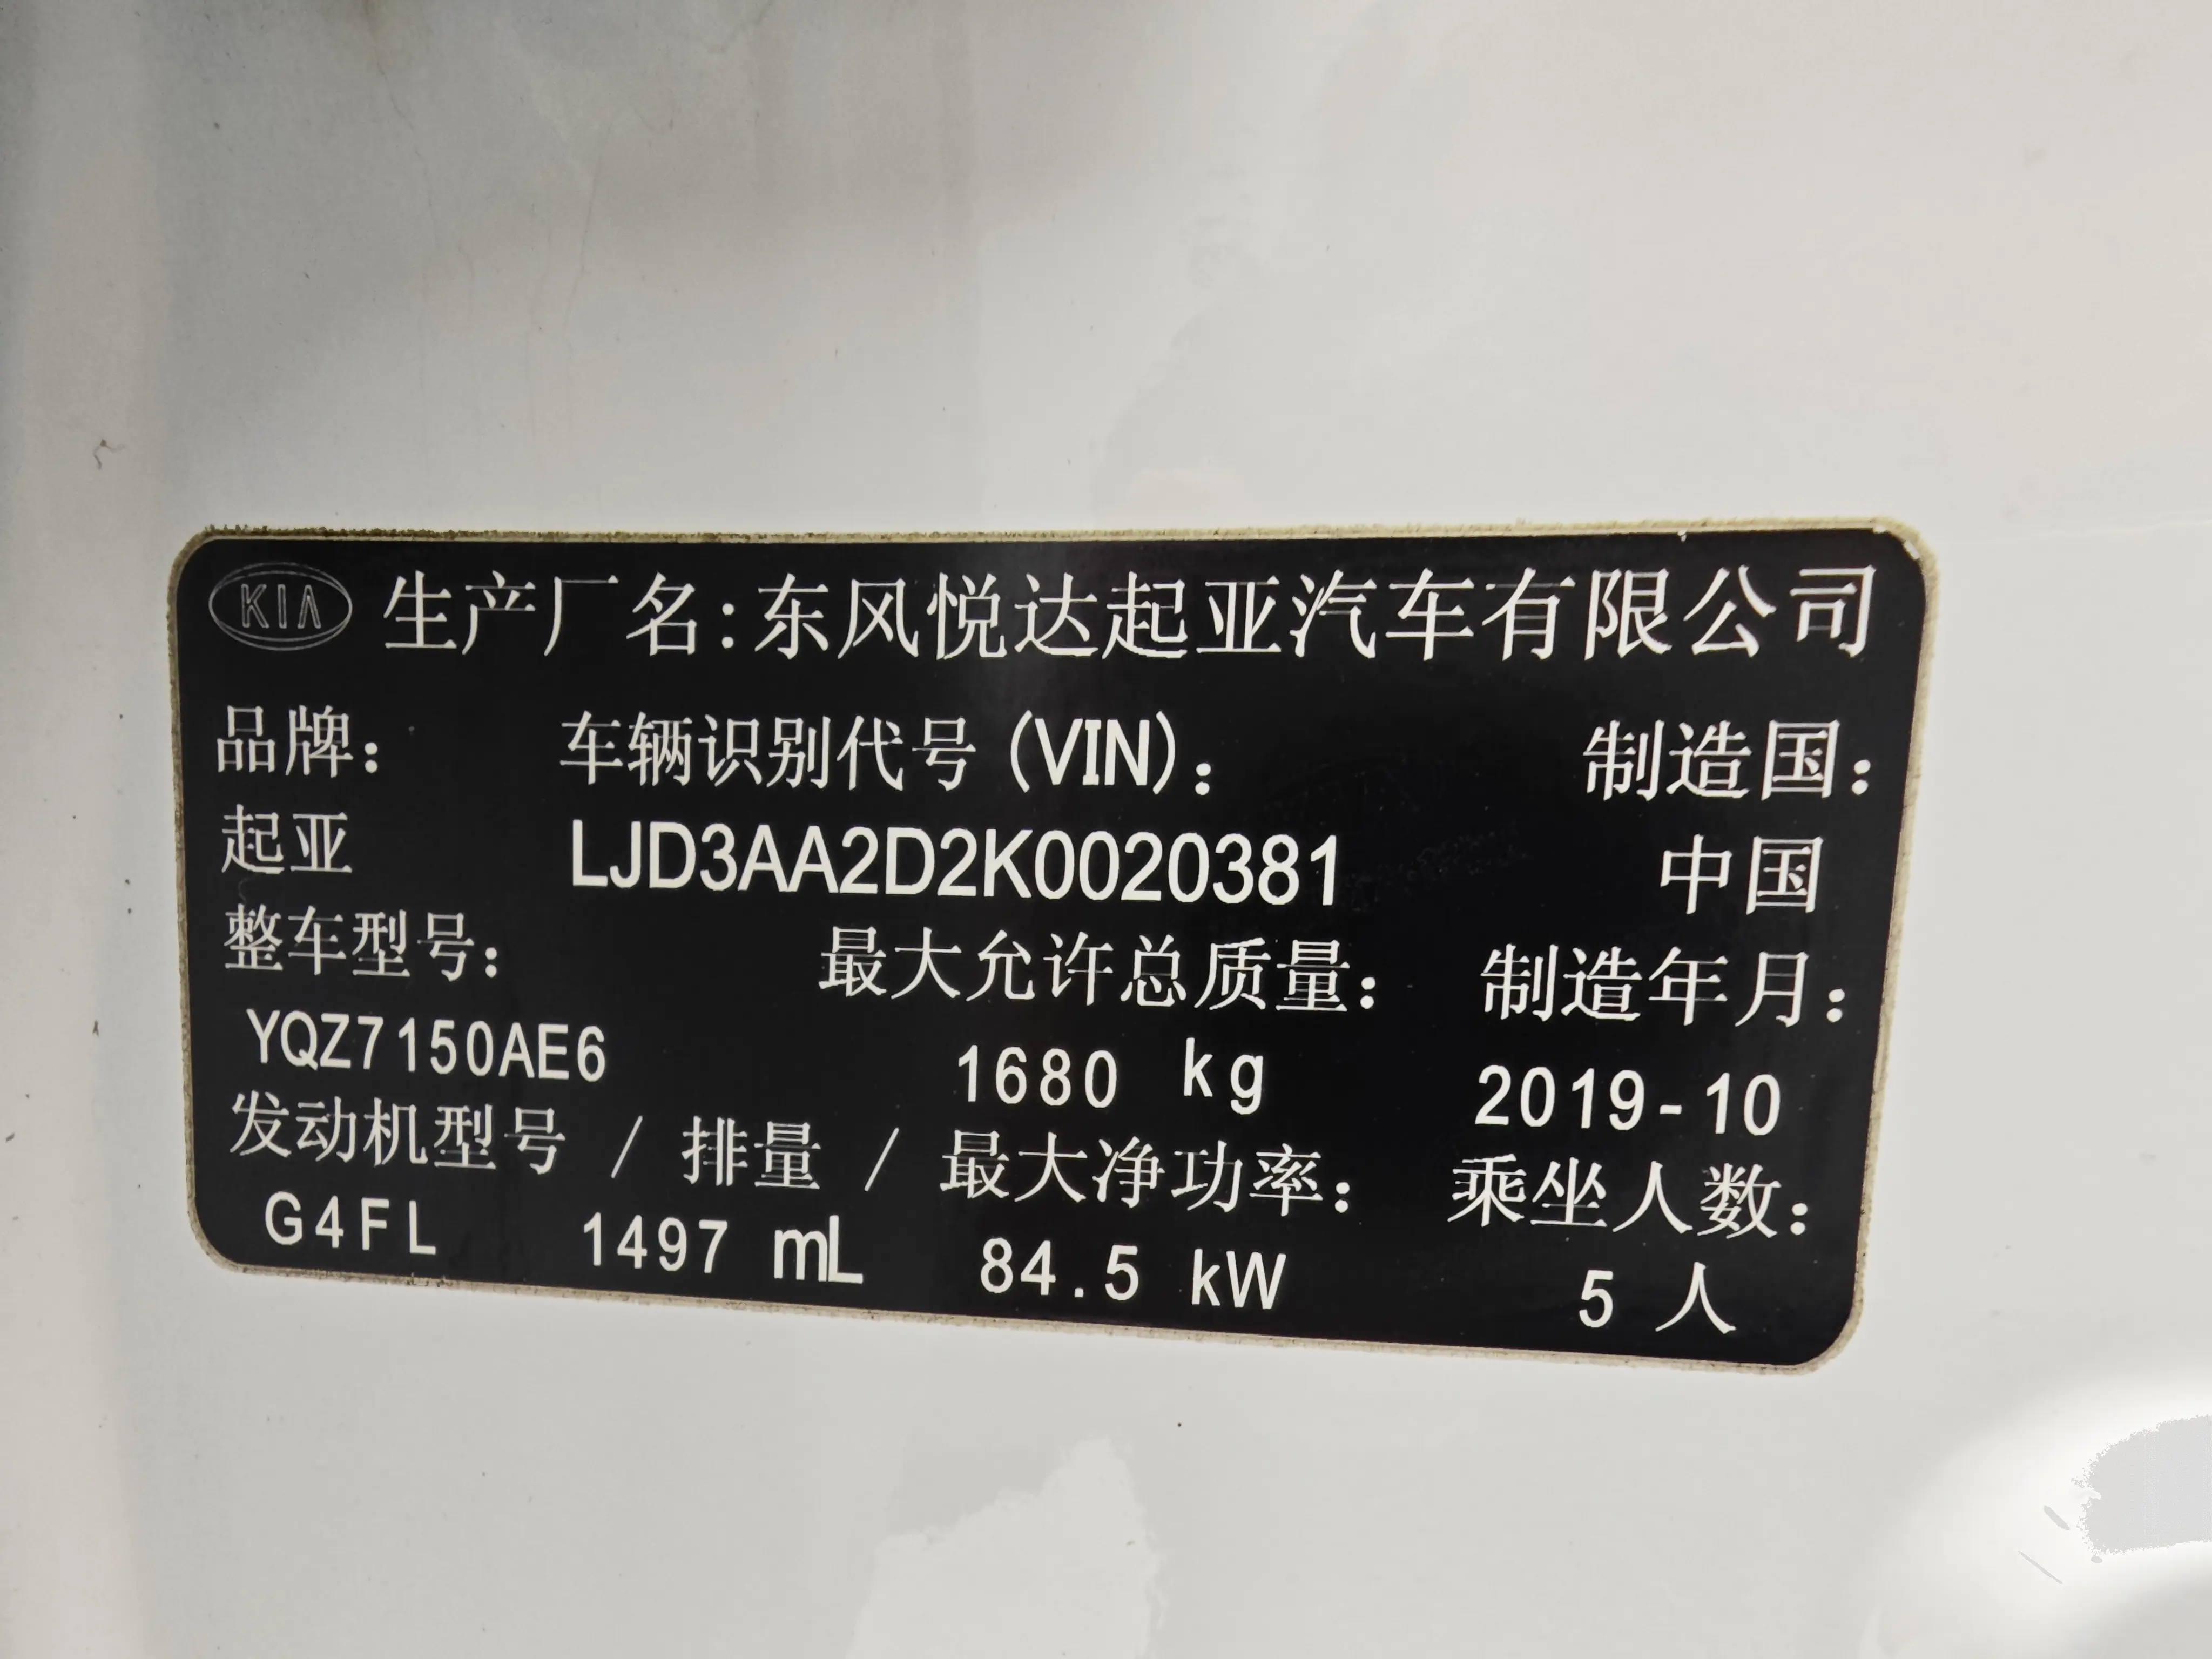 KIA 生产厂名:东风悦达起亚汽车有限公司
品牌: 车辆识别代号(VIN): 制造国:
起亚 LJD3AA2D2K0020381 中国
整车型号: 最大允许总质量: 制造年月:
YQZ7150AE6 1680 kg 2019-10
发动机型号 / 排量 / 最大净功率: 乘坐人数:
G4FL 1497 mL 84.5 kW 5 人